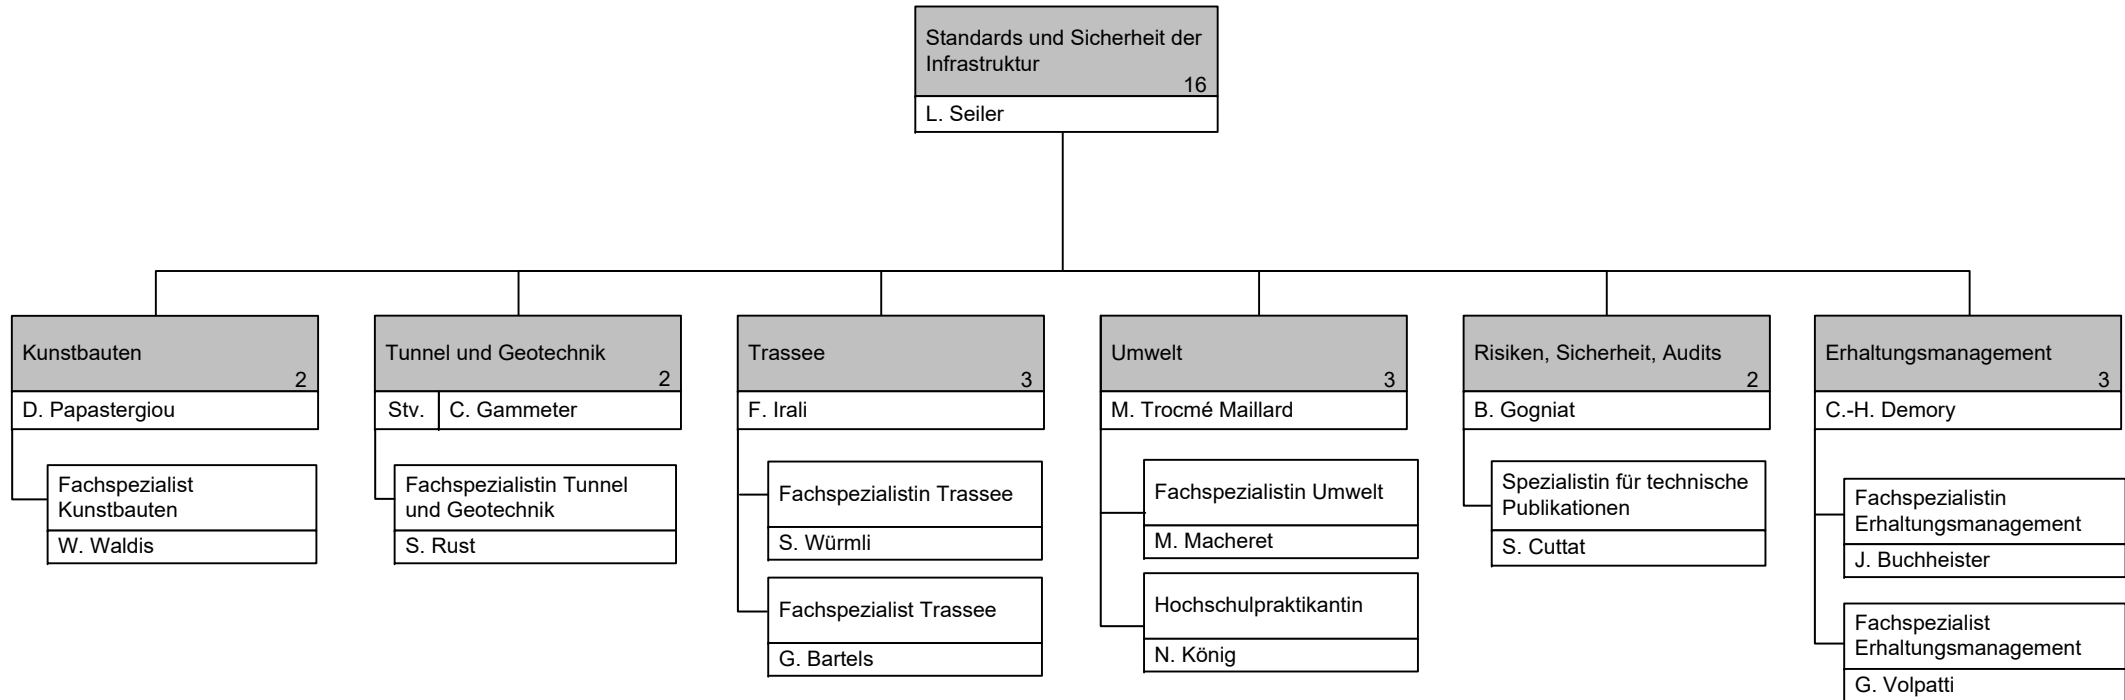 Standards und Sicherheit der
Infrastruktur
16
L. Seiler
Kunstbauten
2
D. Papastergiou
Fachspezialist
Kunstbauten
W. Waldis
Tunnel und Geotechnik
2
Stv. C. Gammeter
Fachspezialistin Tunnel
und Geotechnik
S. Rust
Trassee
3
F. Irali
Fachspezialistin Trassee
S. Würmli
Fachspezialist Trassee
G. Bartels
Umwelt
3
M. Trocmé Maillard
Fachspezialistin Umwelt
M. Macheret
Hochschulpraktikantin
N. König
Risiken, Sicherheit, Audits
2
B. Gogniat
Spezialistin für technische
Publikationen
S. Cuttat
Erhaltungsmanagement
3
C.-H. Demory
Fachspezialistin
Erhaltungsmanagement
J. Buchheister
Fachspezialist
Erhaltungsmanagement
G. Volpatti